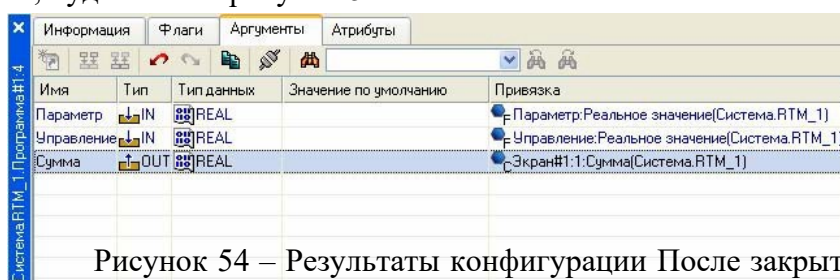 Информация Флаги Аргументы Атрибуты
Имя Тип Тип данных Значение по умолчанию Привязка
Параметр IN REAL Параметр:Реальное значение(Система.RTM_1)
Управление IN REAL Управление:Реальное значение(Система.RTM_1
Сумма OUT REAL Экран#1:1:Сумма(Система.RTM_1)
Система.RTM_1.Программа#1:4
Рисунок 54 – Результаты конфигурации После закрыт